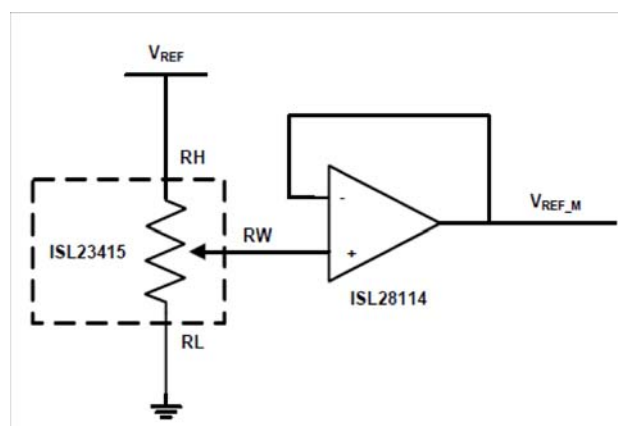 VREF
RH
ISL23415
RW
RL
-
+
ISL28114
VREF_M